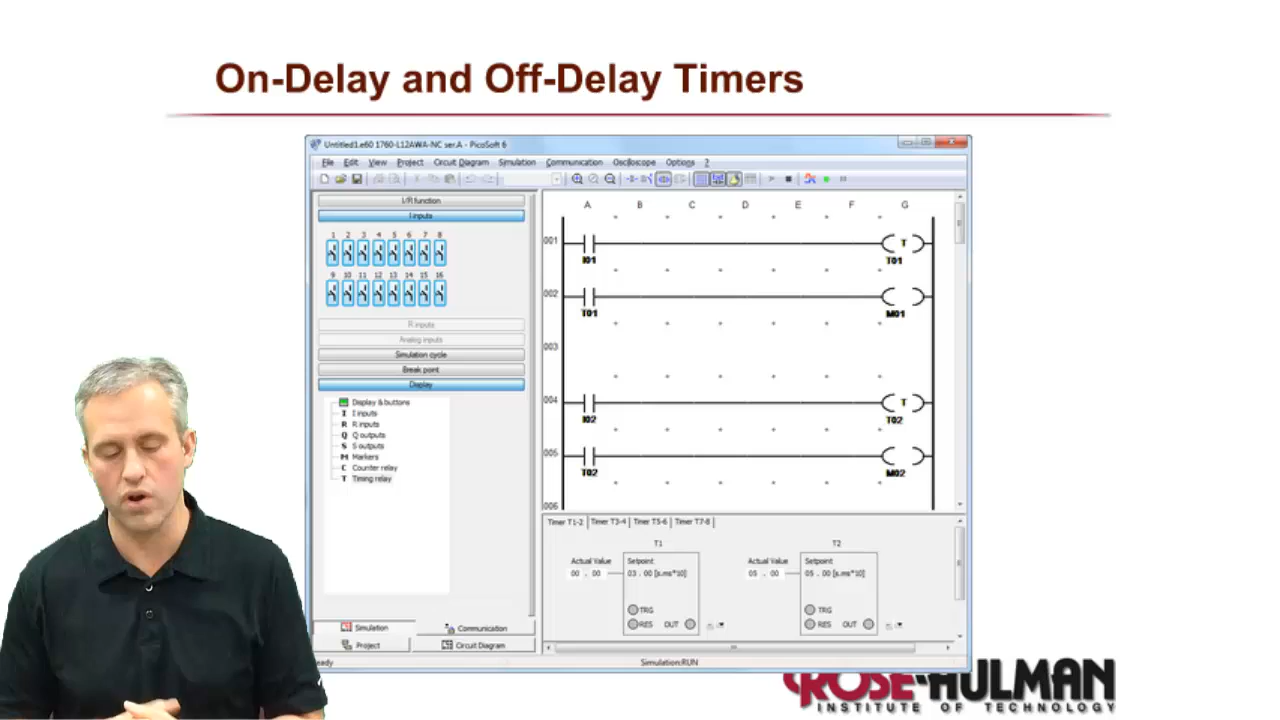 On-Delay and Off-Delay Timers
Untitled1.e60 1760-L12AWA-NC ser.A - PicoSoft 6
File Edit View Project Circuit Diagram Simulation Communication Oscilloscope Options ?
I/R function
I inputs
1 2 3 4 5 6 7 8
9 10 11 12 13 14 15 16
R inputs
Analog inputs
Simulation cycle
Break point
Display
Display & buttons
I I inputs
R R inputs
Q Q outputs
S S outputs
M Markers
C Counter relay
T Timing relay
Simulation Communication
Project Circuit Diagram
A B C D E F G
001 T
I01 T01
002
T01 M01
003
004 T
I02 T02
005
T02 M02
006
Timer T1-2 Timer T3-4 Timer T5-6 Timer T7-8
T1 T2
Actual Value Setpoint Actual Value Setpoint
00 . 00 03 . 00 [s.ms*10] 05 . 00 05 . 00 [s.ms*10]
TRG TRG
RES OUT RES OUT
Simulation:RUN
ROSE-HULMAN
INSTITUTE OF TECHNOLOGY